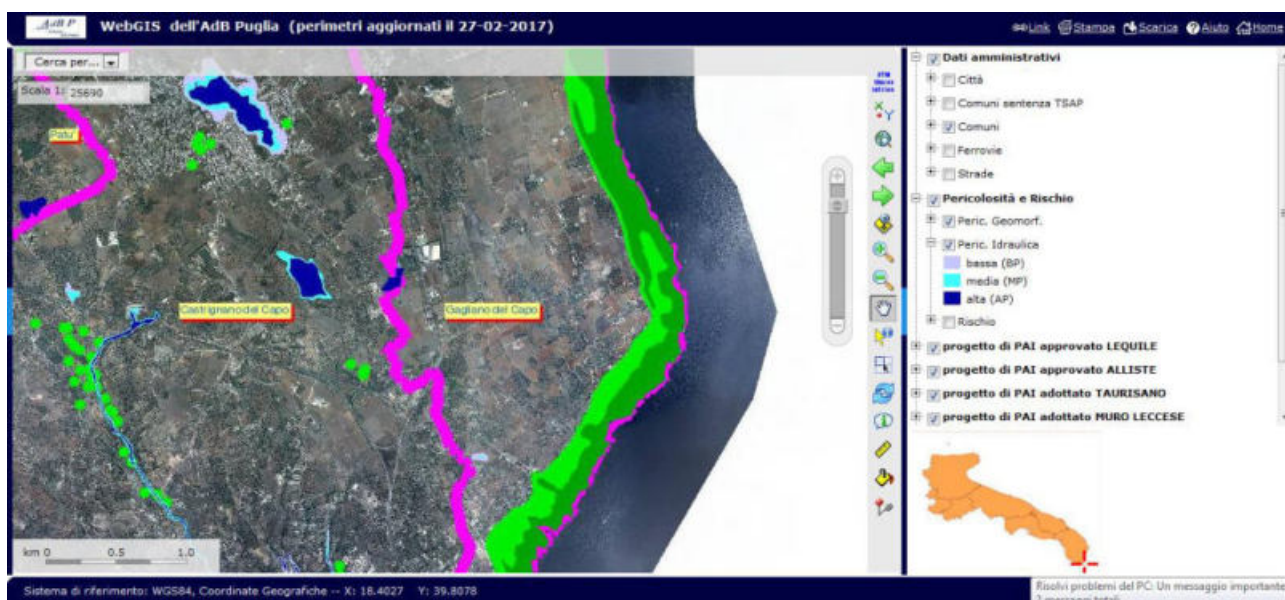 AdB P
WebGIS dell'AdB Puglia (perimetri aggiornati il 27-02-2017)
Link Stampa Scarica Aiuto Home
Cerca per...
Scala 1: 25690
Patu'
Castrignano del Capo
Gagliano del Capo
km 0 0.5 1.0
Dati amministrativi
Città
Comuni sentenza TSAP
Comuni
Ferrovie
Strade
Pericolosità e Rischio
Peric. Geomorf.
Peric. Idraulica
bassa (BP)
media (MP)
alta (AP)
Rischio
progetto di PAI approvato LEQUILE
progetto di PAI approvato ALLISTE
progetto di PAI adottato TAURISANO
progetto di PAI adottato MURO LECCESE
Sistema di riferimento: WGS84, Coordinate Geografiche -- X: 18.4027 Y: 39.8078
Risolvi problemi del PC: Un messaggio importante